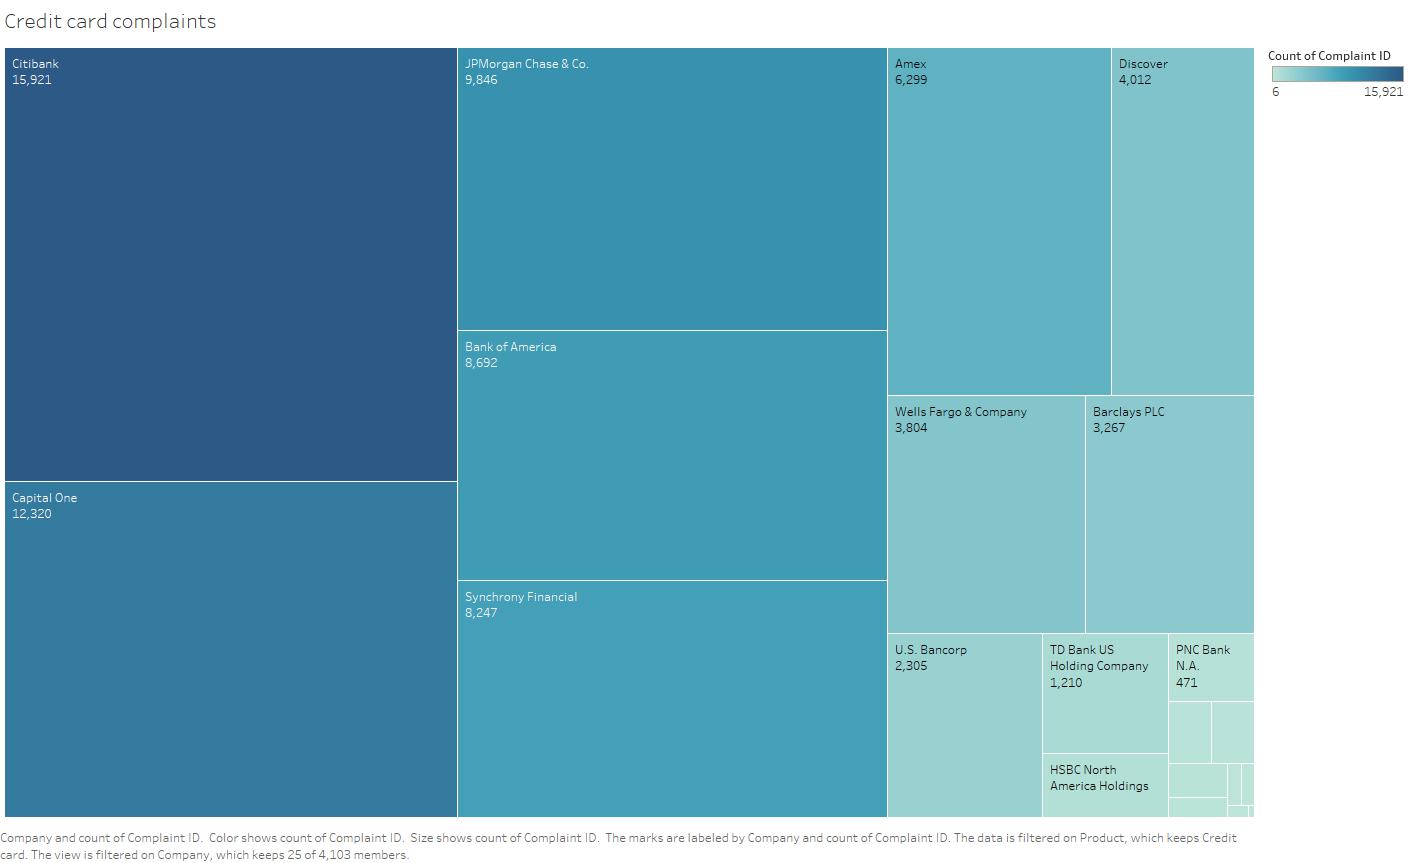 Credit card complaints
Citibank
15,921
JPMorgan Chase & Co.
9,846
Amex
6,299
Discover
4,012
Count of Complaint ID
6 15,921
Bank of America
8,692
Wells Fargo & Company
3,804
Barclays PLC
3,267
Capital One
12,320
Synchrony Financial
8,247
U.S. Bancorp
2,305
TD Bank US
Holding Company
1,210
PNC Bank
N.A.
471
HSBC North
America Holdings
Company and count of Complaint ID.  Color shows count of Complaint ID.  Size shows count of Complaint ID.  The marks are labeled by Company and count of Complaint ID. The data is filtered on Product, which keeps Credit
card. The view is filtered on Company, which keeps 25 of 4,103 members.